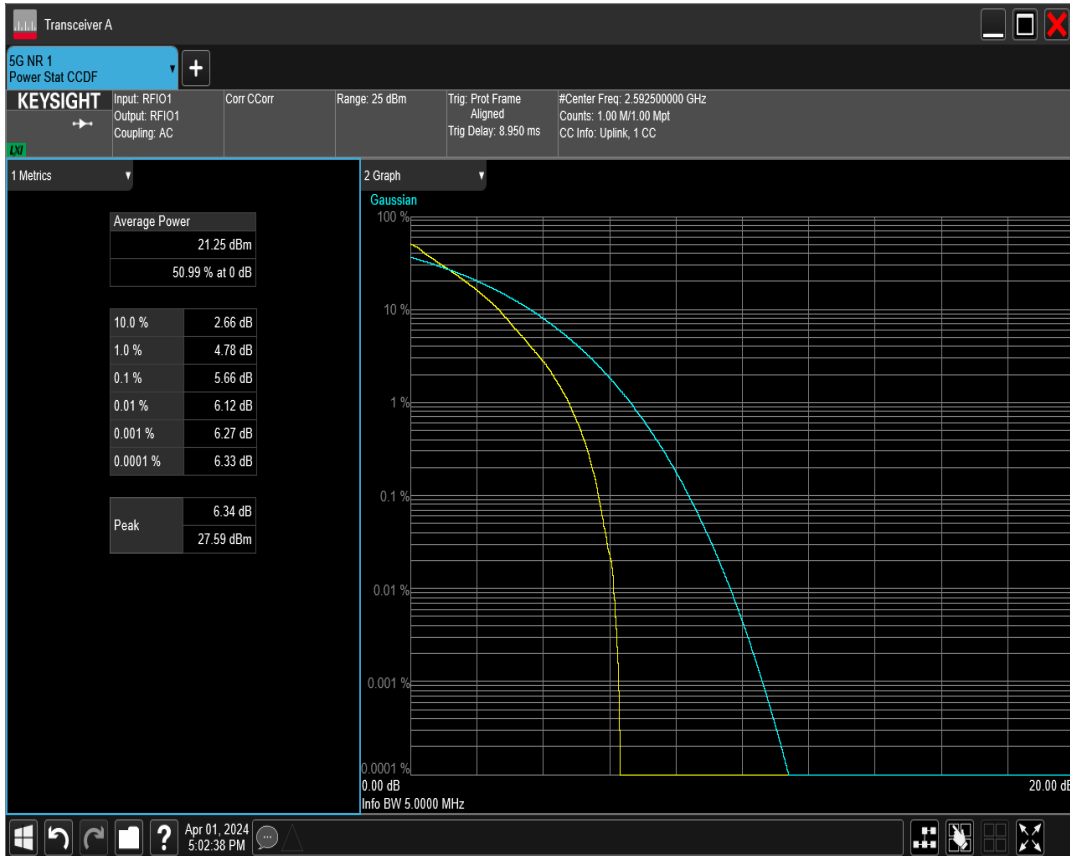 Transceiver A
5G NR 1
Power Stat CCDF
+
KEYSIGHT
LXI
Input: RFIO1
Output: RFIO1
Coupling: AC
Corr CCorr
Range: 25 dBm
Trig: Prot Frame
Aligned
Trig Delay: 8.950 ms
#Center Freq: 2.592500000 GHz
Counts: 1.00 M/1.00 Mpt
CC Info: Uplink, 1 CC
1 Metrics
Average Power
21.25 dBm
50.99 % at 0 dB
10.0 % 2.66 dB
1.0 % 4.78 dB
0.1 % 5.66 dB
0.01 % 6.12 dB
0.001 % 6.27 dB
0.0001 % 6.33 dB
Peak 6.34 dB
27.59 dBm
2 Graph
Gaussian
100 %
10 %
1 %
0.1 %
0.01 %
0.001 %
0.0001 %
0.00 dB 20.00 dB
Info BW 5.0000 MHz
? Apr 01, 2024
5:02:38 PM